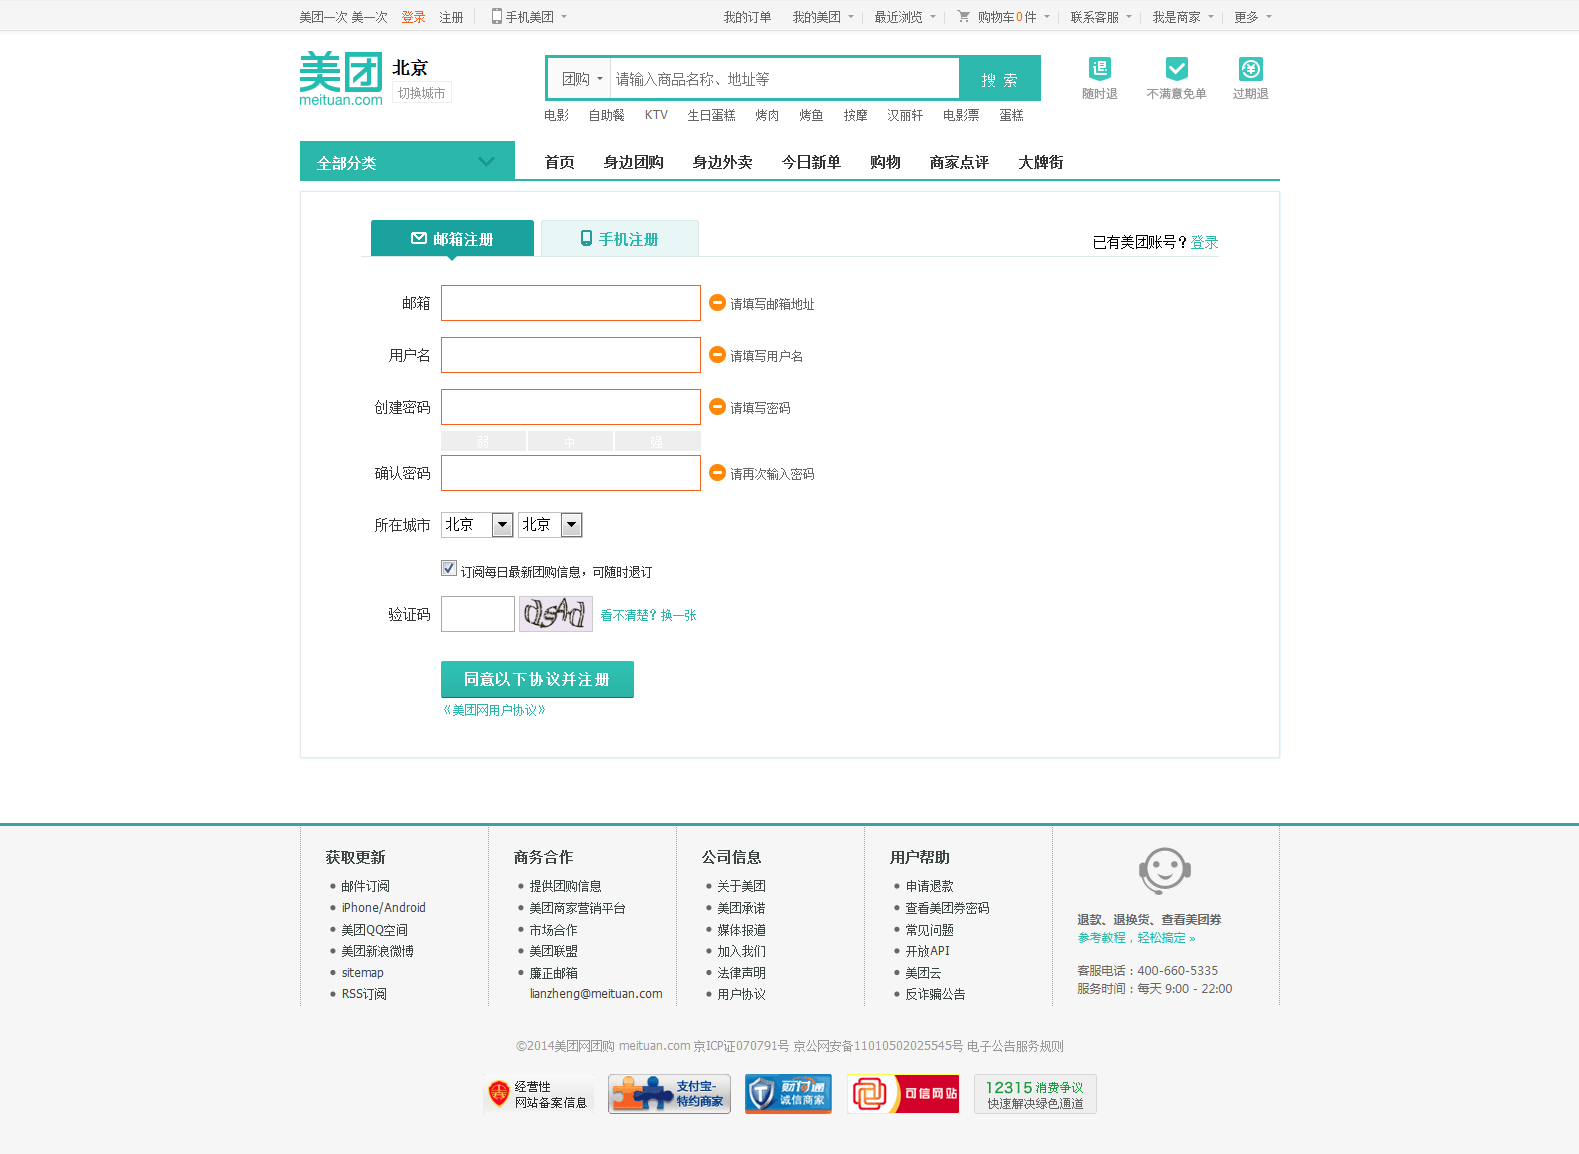 美团一次 美一次 登录 注册 手机美团 我的订单 我的美团 最近浏览 购物车0件 联系客服 我是商家 更多
美团
meituan.com
北京
切换城市
团购 请输入商品名称、地址等 搜 索
电影 自助餐 KTV 生日蛋糕 烤肉 烤鱼 按摩 汉丽轩 电影票 蛋糕
退
随时退 不满意免单 过期退
全部分类 首页 身边团购 身边外卖 今日新单 购物 商家点评 大牌街
邮箱注册 手机注册 已有美团账号？登录
邮箱 请填写邮箱地址
用户名 请填写用户名
创建密码 请填写密码
弱 中 强
确认密码 请再次输入密码
所在城市 北京 北京
订阅每日最新团购信息，可随时退订
验证码 dsAd 看不清楚？换一张
同意以下协议并注册
《美团网用户协议》
获取更新
邮件订阅
iPhone/Android
美团QQ空间
美团新浪微博
sitemap
RSS订阅
商务合作
提供团购信息
美团商家营销平台
市场合作
美团联盟
廉正邮箱
lianzheng@meituan.com
公司信息
关于美团
美团承诺
媒体报道
加入我们
法律声明
用户协议
用户帮助
申请退款
查看美团券密码
常见问题
开放API
美团云
反诈骗公告
退款、退换货、查看美团券
参考教程，轻松搞定 »
客服电话：400-660-5335
服务时间：每天 9:00 - 22:00
©2014美团网团购 meituan.com 京ICP证070791号 京公网安备11010502025545号 电子公告服务规则
经营性
网站备案信息
支付宝-
特约商家
财付通
诚信商家
可信网站
12315 消费争议
快速解决绿色通道